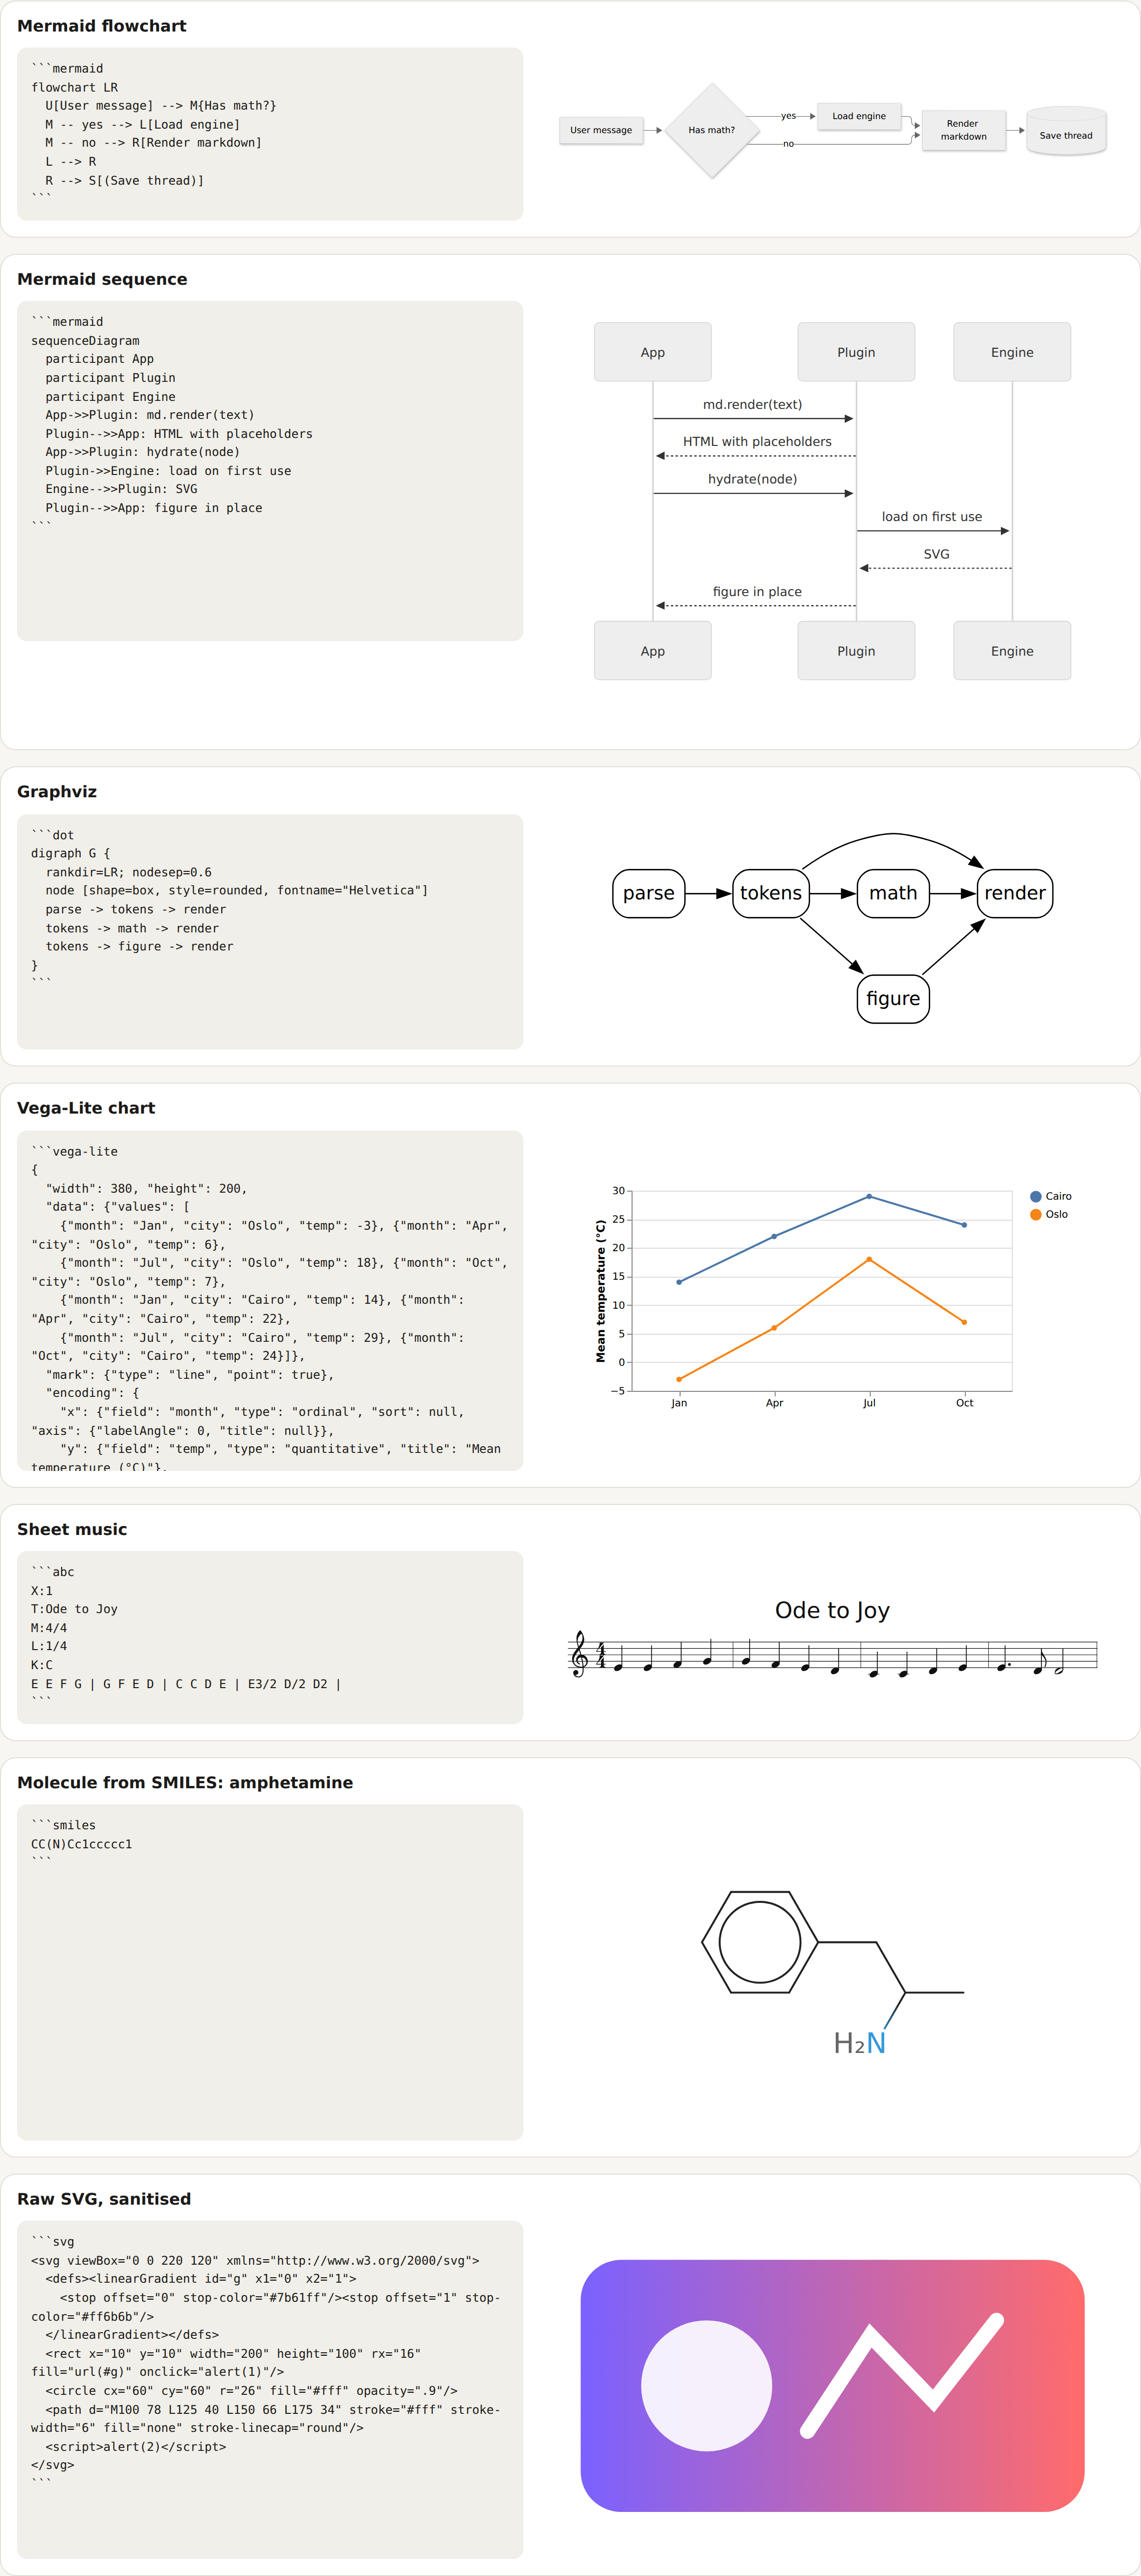 Mermaid flowchart
```mermaid
flowchart LR
  U[User message] --> M{Has math?}
  M -- yes --> L[Load engine]
  M -- no --> R[Render markdown]
  L --> R
  R --> S[(Save thread)]
```
User message
Has math?
yes
no
Load engine
Render
markdown
Save thread
Mermaid sequence
```mermaid
sequenceDiagram
  participant App
  participant Plugin
  participant Engine
  App->>Plugin: md.render(text)
  Plugin-->>App: HTML with placeholders
  App->>Plugin: hydrate(node)
  Plugin->>Engine: load on first use
  Engine-->>Plugin: SVG
  Plugin-->>App: figure in place
```
App
Plugin
Engine
md.render(text)
HTML with placeholders
hydrate(node)
load on first use
SVG
figure in place
App
Plugin
Engine
Graphviz
```dot
digraph G {
  rankdir=LR; nodesep=0.6
  node [shape=box, style=rounded, fontname="Helvetica"]
  parse -> tokens -> render
  tokens -> math -> render
  tokens -> figure -> render
}
```
parse
tokens
math
render
figure
Vega-Lite chart
```vega-lite
{
  "width": 380, "height": 200,
  "data": {"values": [
    {"month": "Jan", "city": "Oslo", "temp": -3}, {"month": "Apr",
"city": "Oslo", "temp": 6},
    {"month": "Jul", "city": "Oslo", "temp": 18}, {"month": "Oct",
"city": "Oslo", "temp": 7},
    {"month": "Jan", "city": "Cairo", "temp": 14}, {"month":
"Apr", "city": "Cairo", "temp": 22},
    {"month": "Jul", "city": "Cairo", "temp": 29}, {"month":
"Oct", "city": "Cairo", "temp": 24}]},
  "mark": {"type": "line", "point": true},
  "encoding": {
    "x": {"field": "month", "type": "ordinal", "sort": null,
"axis": {"labelAngle": 0, "title": null}},
    "y": {"field": "temp", "type": "quantitative", "title": "Mean
temperature (°C)"},
Mean temperature (°C)
30
25
20
15
10
5
0
−5
Jan
Apr
Jul
Oct
Cairo
Oslo
Sheet music
```abc
X:1
T:Ode to Joy
M:4/4
L:1/4
K:C
E E F G | G F E D | C C D E | E3/2 D/2 D2 |
```
Ode to Joy
4
4
Molecule from SMILES: amphetamine
```smiles
CC(N)Cc1ccccc1
```
H₂N
Raw SVG, sanitised
```svg
<svg viewBox="0 0 220 120" xmlns="http://www.w3.org/2000/svg">
  <defs><linearGradient id="g" x1="0" x2="1">
    <stop offset="0" stop-color="#7b61ff"/><stop offset="1" stop-
color="#ff6b6b"/>
  </linearGradient></defs>
  <rect x="10" y="10" width="200" height="100" rx="16"
fill="url(#g)" onclick="alert(1)"/>
  <circle cx="60" cy="60" r="26" fill="#fff" opacity=".9"/>
  <path d="M100 78 L125 40 L150 66 L175 34" stroke="#fff" stroke-
width="6" fill="none" stroke-linecap="round"/>
  <script>alert(2)</script>
</svg>
```